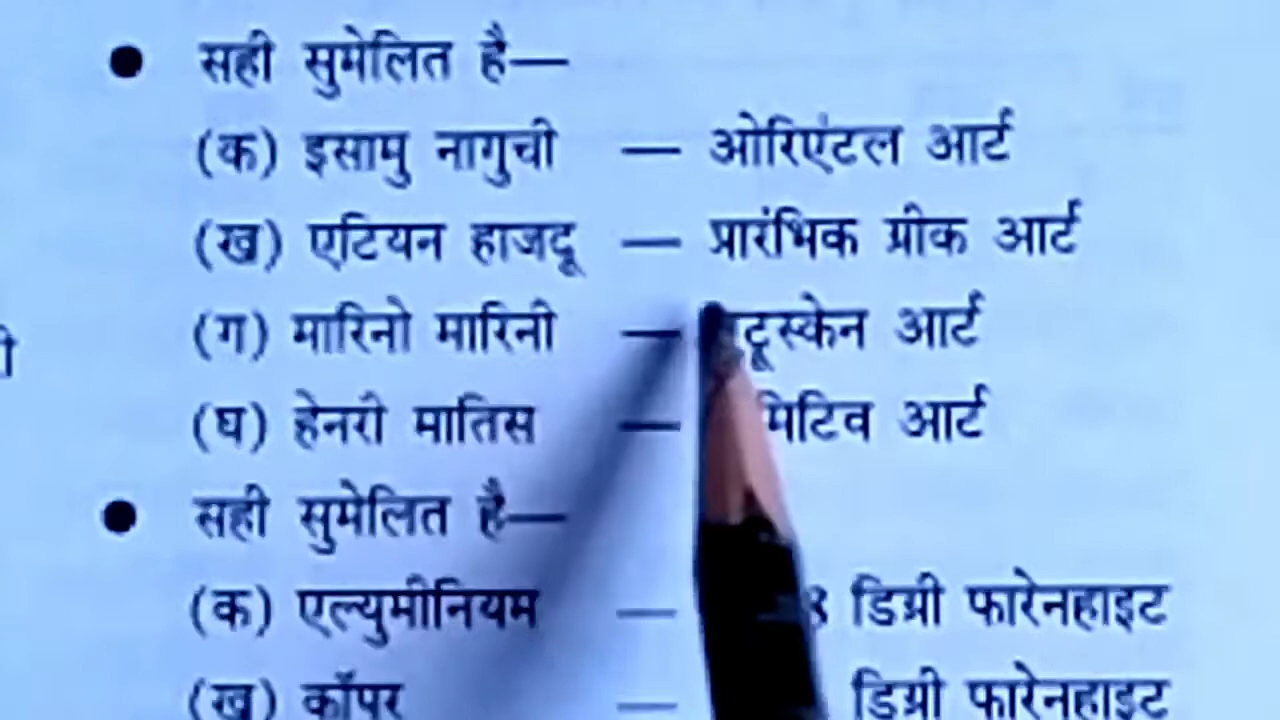 ● सही सुमेलित है—
(क) इसामु नागुची — ओरिएंटल आर्ट
(ख) एटियन हाजदू — प्रारंभिक ग्रीक आर्ट
(ग) मारिनो मारिनी — आर्ट
(घ) हेनरी मातिस — आर्ट
● सही सुमेलित है—
(क) एल्युमीनियम — डिग्री फारेनहाइट
(ख) कॉपर — डिग्री फारेनहाइट